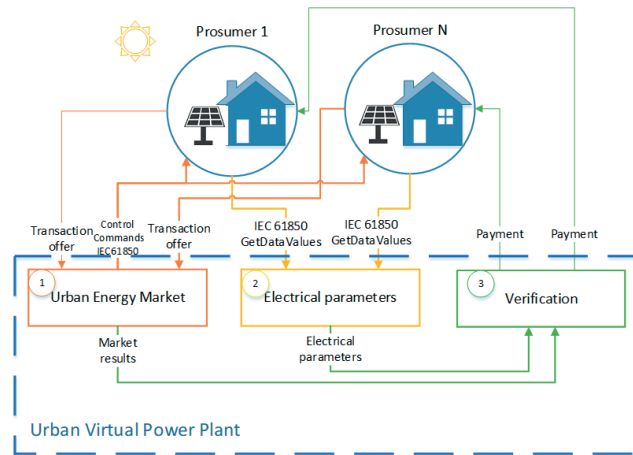 Prosumer 1
Prosumer N
Transaction
offer
Control
Commands
IEC61850
Transaction
offer
IEC 61850
GetDataValues
IEC 61850
GetDataValues
Payment
Payment
1
Urban Energy Market
2
Electrical parameters
3
Verification
Market
results
Electrical
parameters
Urban Virtual Power Plant